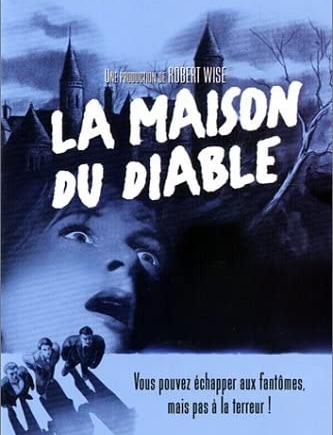 UNE PRODUCTION DE ROBERT WISE
LA MAISON
DU DIABLE
Vous pouvez échapper aux fantômes,
mais pas à la terreur !